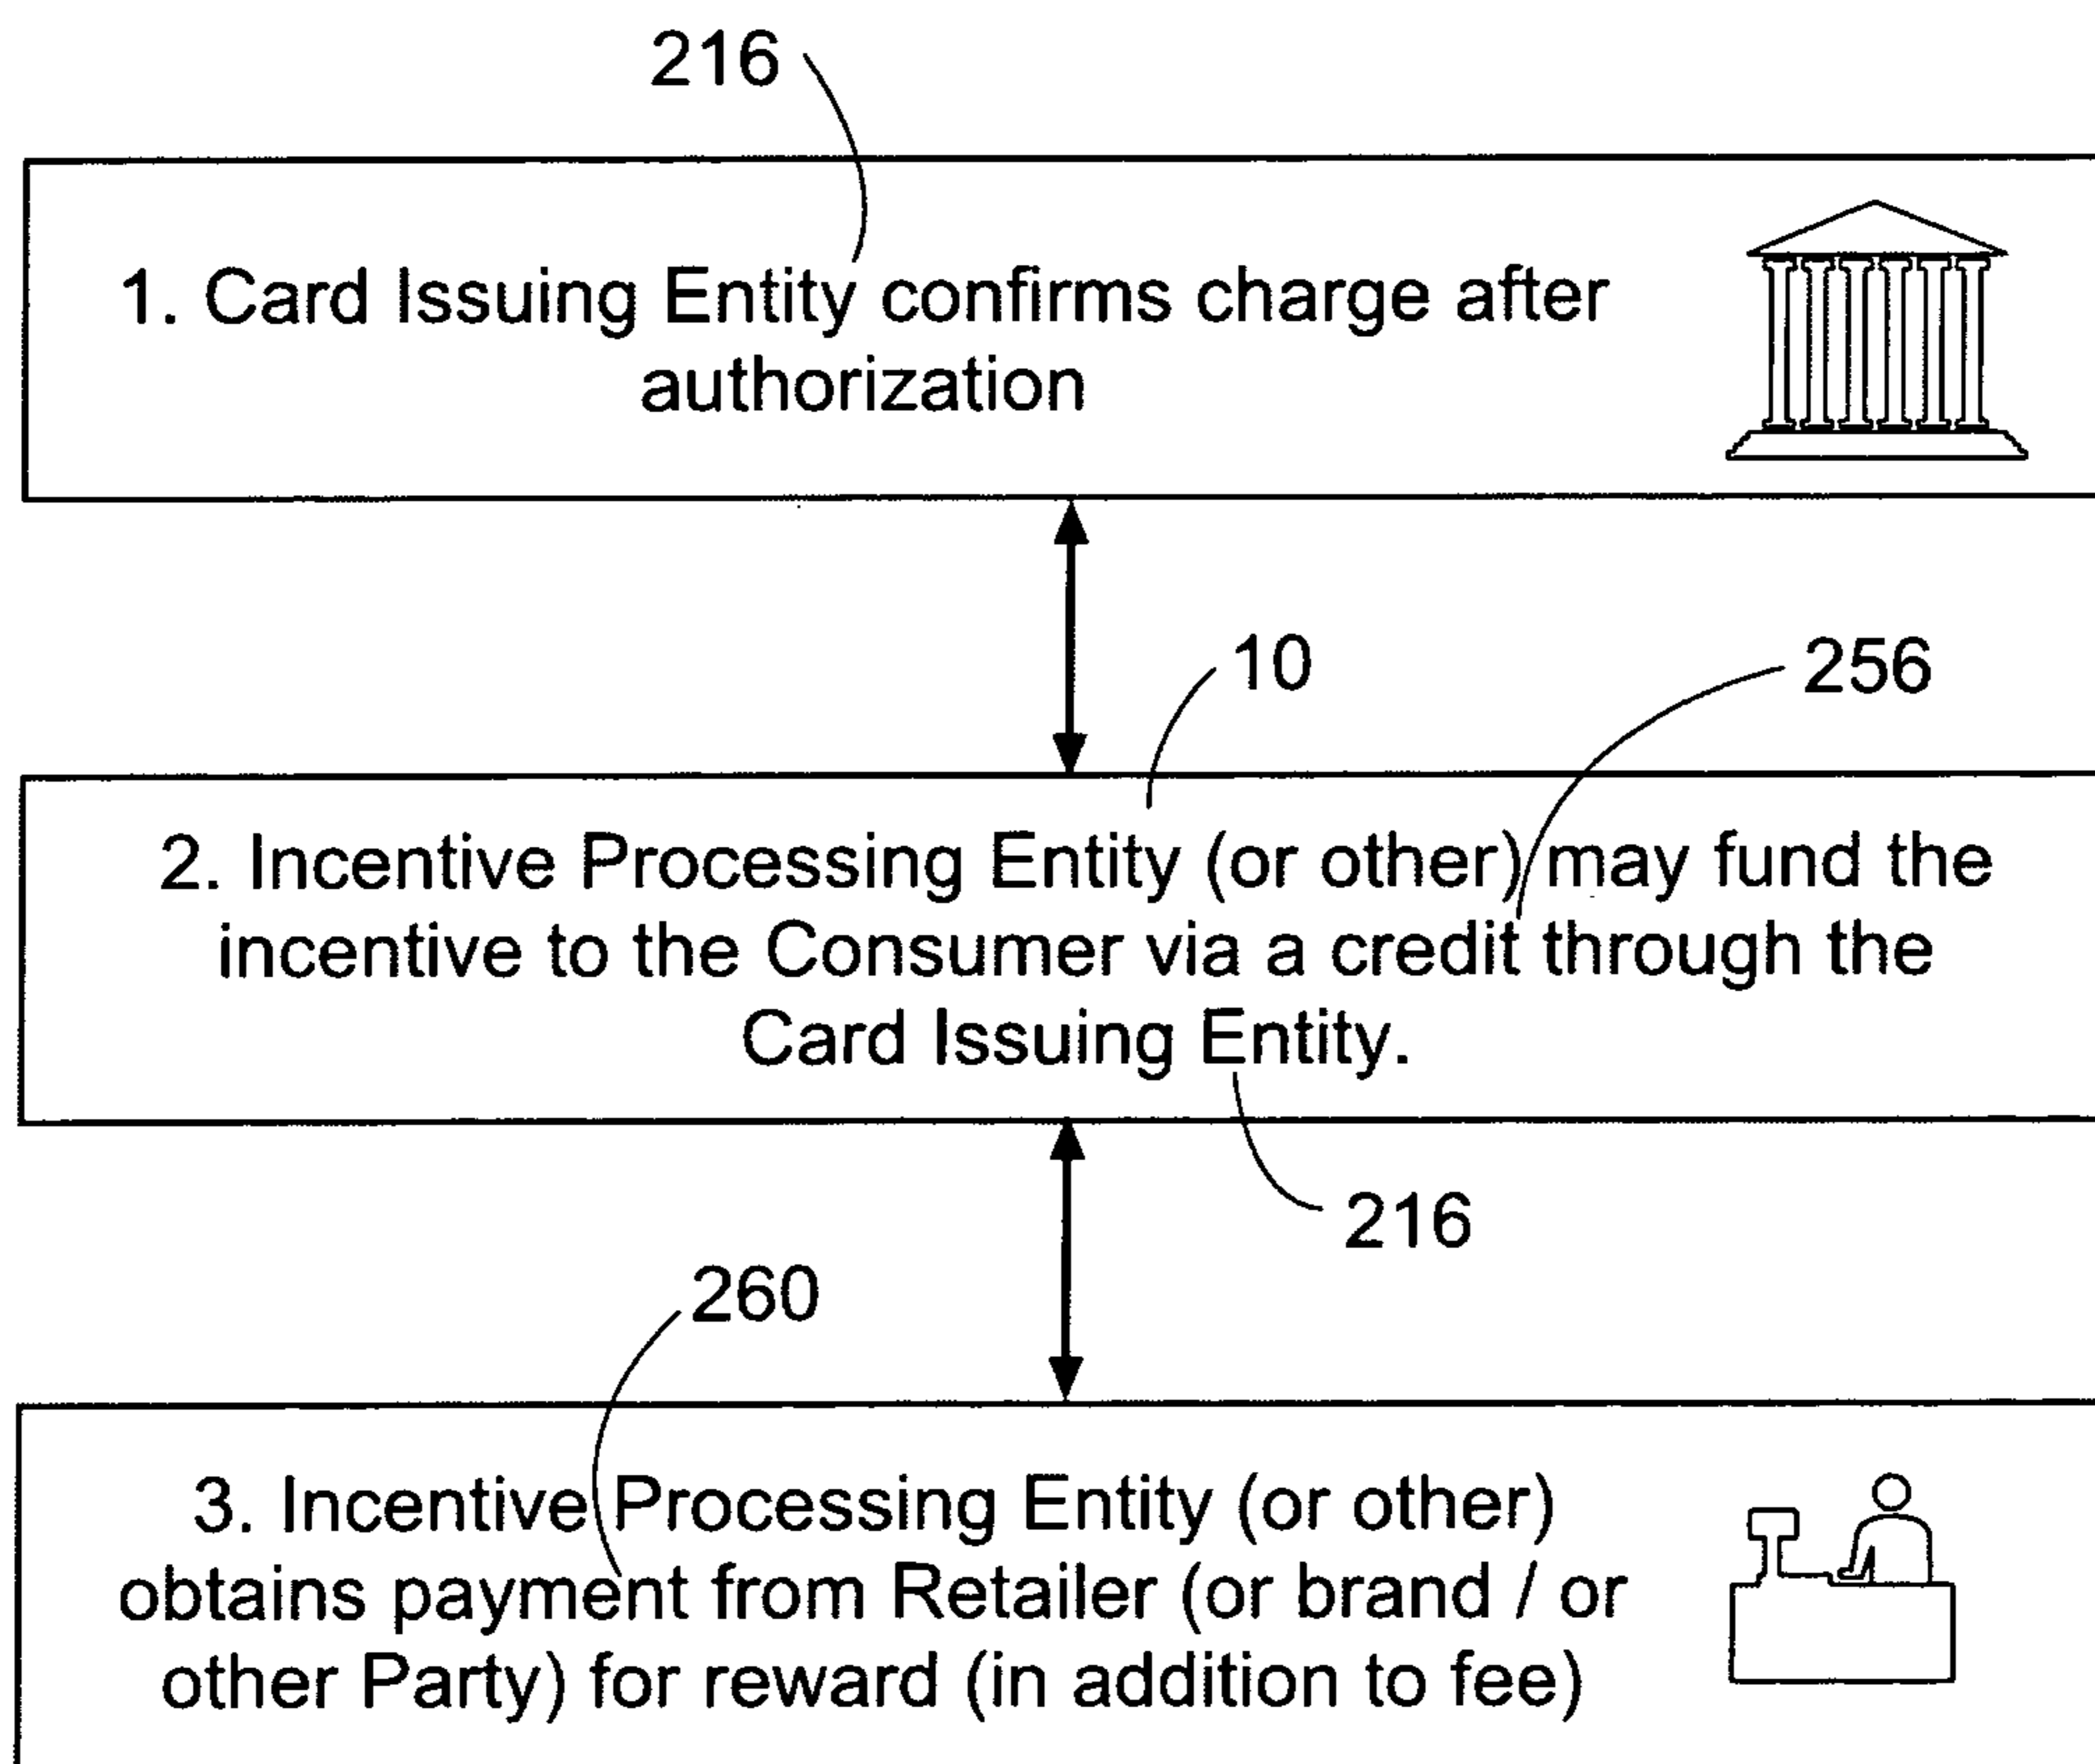 216
1. Card Issuing Entity confirms charge after
authorization
10
256
2. Incentive Processing Entity (or other) may fund the
incentive to the Consumer via a credit through the
Card Issuing Entity.
216
260
3. Incentive Processing Entity (or other)
obtains payment from Retailer (or brand / or
other Party) for reward (in addition to fee)